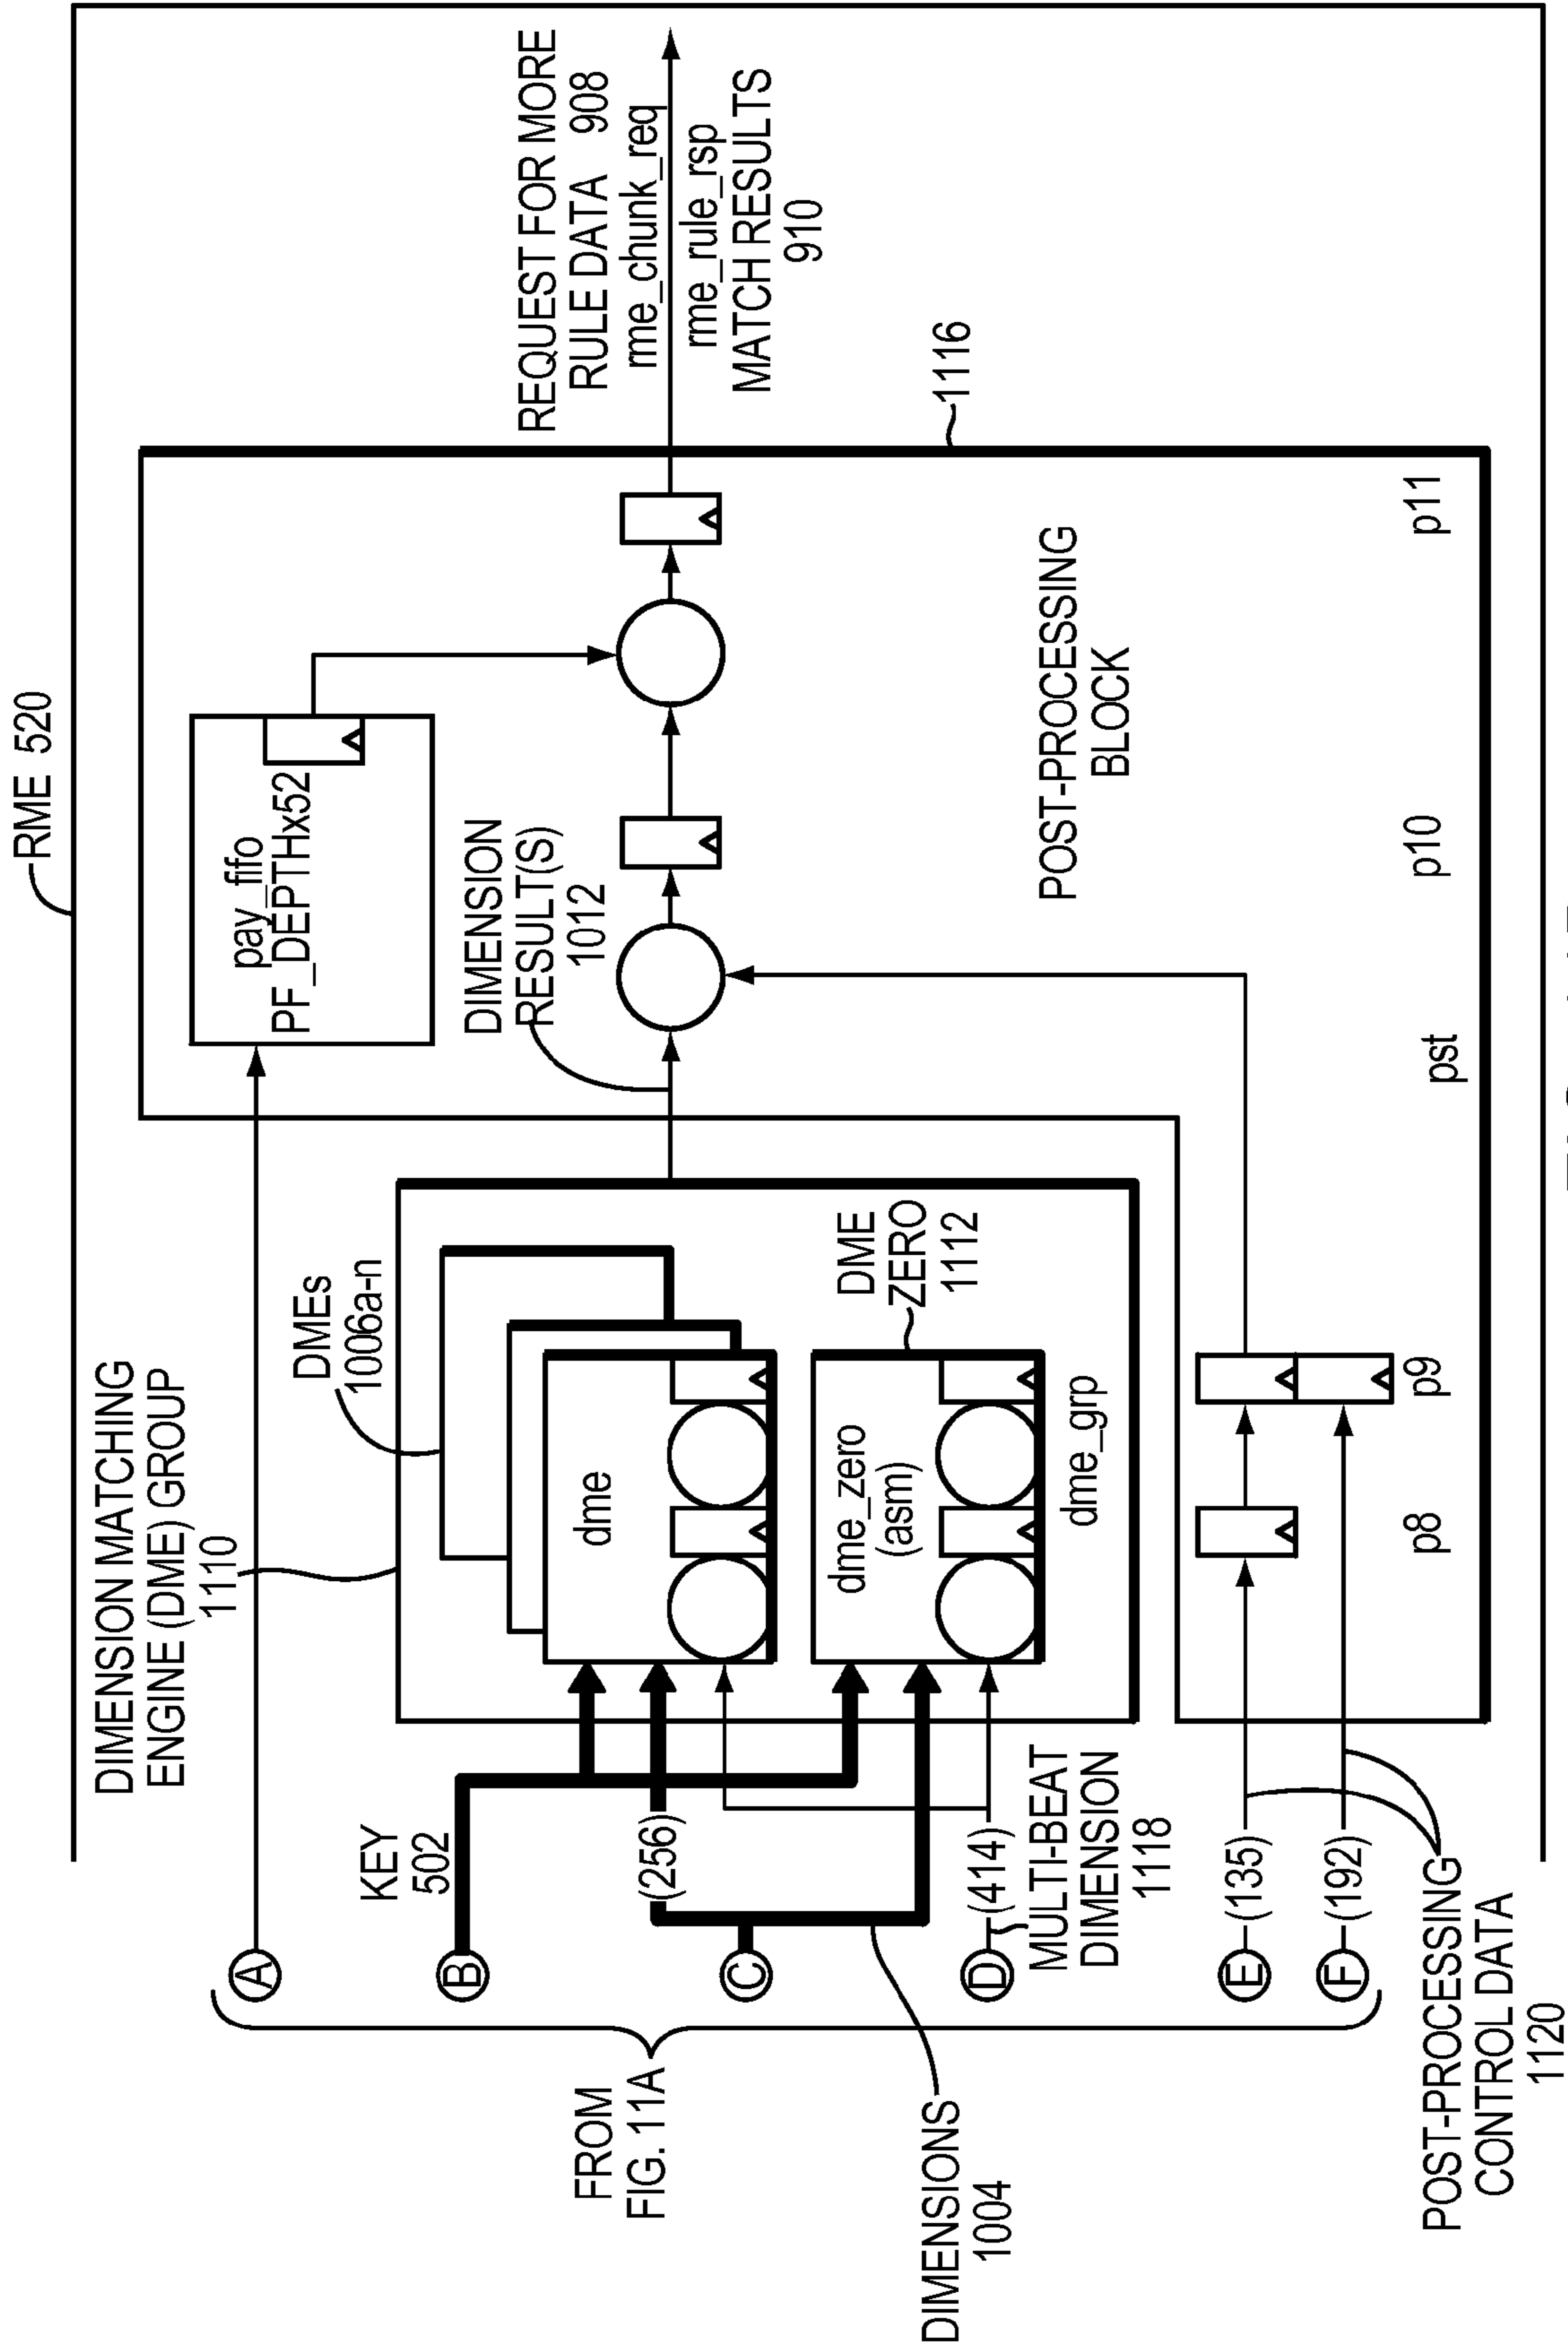 RME 520
DIMENSION MATCHING
ENGINE (DME) GROUP
1110
DMEs
1006a-n
pay_fifo
PF_DEPTHx52
REQUEST FOR MORE
RULE DATA 908
rme_chunk_req
rme_rule_rsp
MATCH RESULTS
910
DIMENSION
RESULT(S)
1012
1116
A
B
C
D
E
F
FROM
FIG. 11A
KEY
502
(256)
(414)
MULTI-BEAT
DIMENSION
1118
(135)
(192)
dme
dme_zero
(asm)
dme_grp
DME
ZERO
1112
POST-PROCESSING
BLOCK
p8
p9
pst
p10
p11
DIMENSIONS
1004
POST-PROCESSING
CONTROL DATA
1120